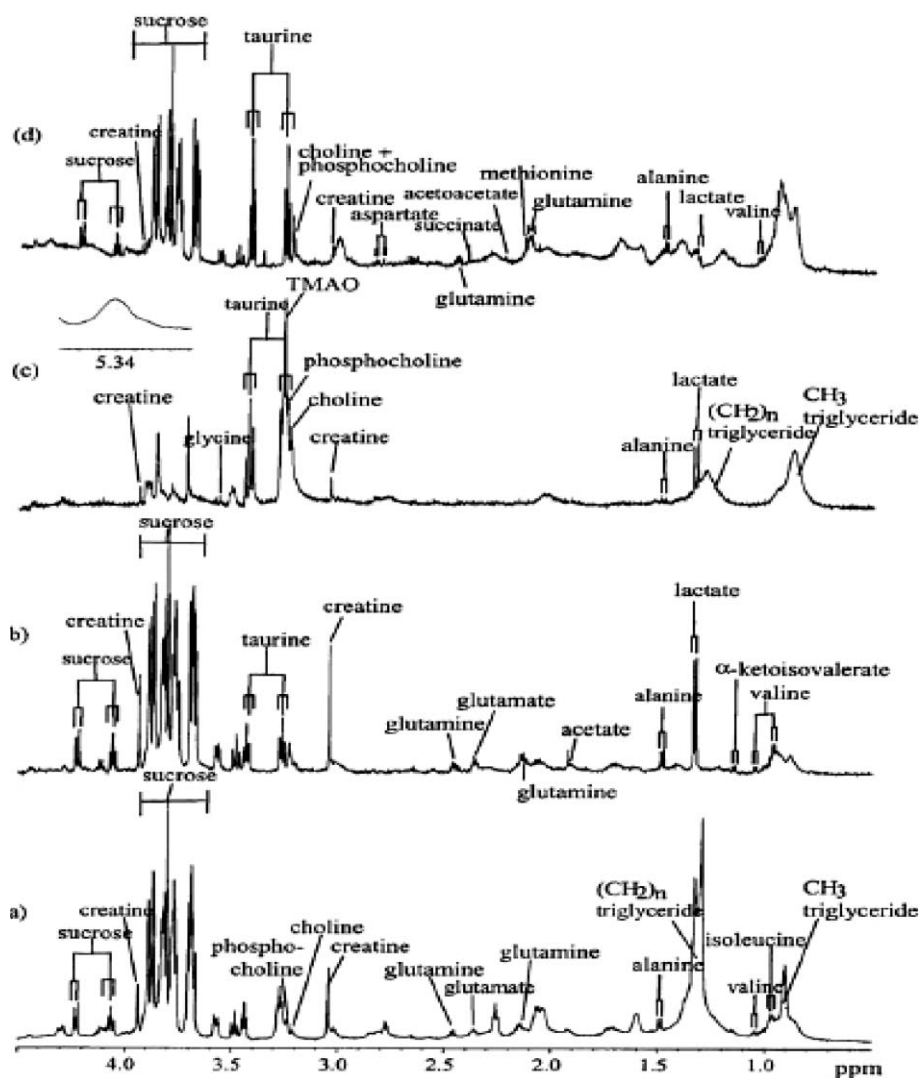 sucrose
taurine
(d)
creatine
sucrose
choline +
phosphocholine
creatine
aspartate
succinate
acetoacetate
methionine
glutamine
glutamine
alanine
lactate
valine
TMAO
5.34
(c)
creatine
glycine
taurine
phosphocholine
choline
creatine
alanine
lactate
(CH2)n
triglyceride
CH3
triglyceride
sucrose
b)
creatine
sucrose
taurine
creatine
glutamine
glutamate
glutamine
acetate
alanine
lactate
α-ketoisovalerate
valine
sucrose
a)
creatine
sucrose
phospho-
choline
choline
creatine
glutamine
glutamate
glutamine
alanine
(CH2)n
triglyceride
isoleucine
valine
CH3
triglyceride
4.0 3.5 3.0 2.5 2.0 1.5 1.0 ppm